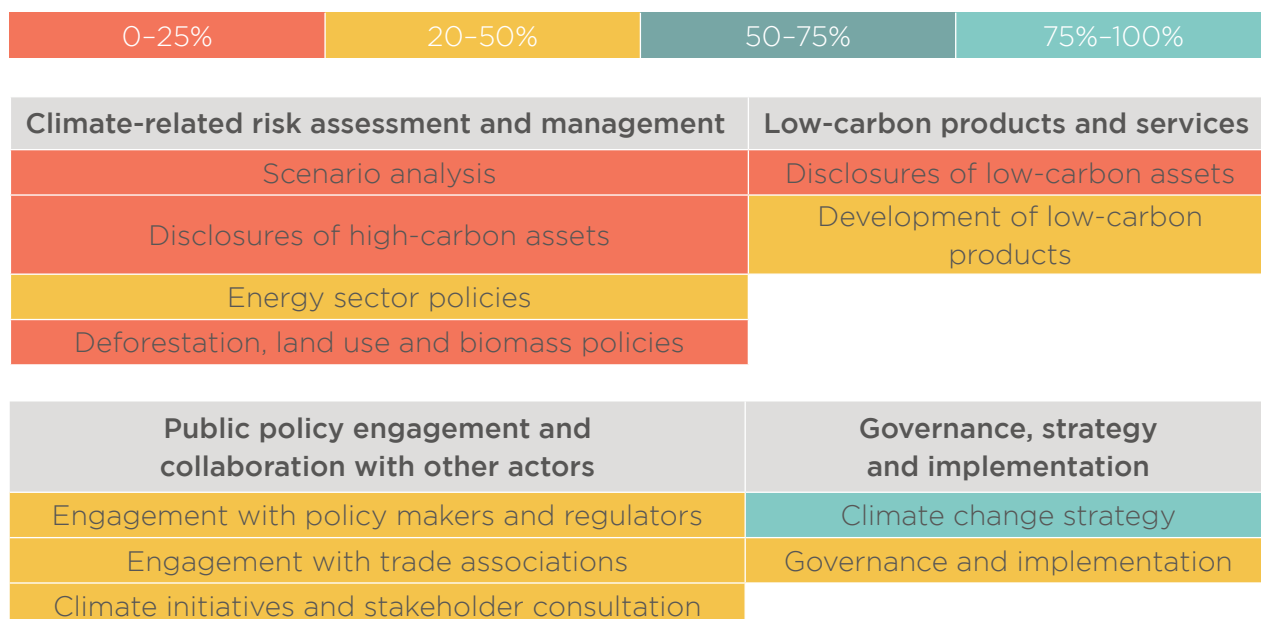 0–25% 20–50% 50–75% 75%–100%
Climate-related risk assessment and management
Scenario analysis
Disclosures of high-carbon assets
Energy sector policies
Deforestation, land use and biomass policies
Low-carbon products and services
Disclosures of low-carbon assets
Development of low-carbon
products
Public policy engagement and
collaboration with other actors
Engagement with policy makers and regulators
Engagement with trade associations
Climate initiatives and stakeholder consultation
Governance, strategy
and implementation
Climate change strategy
Governance and implementation